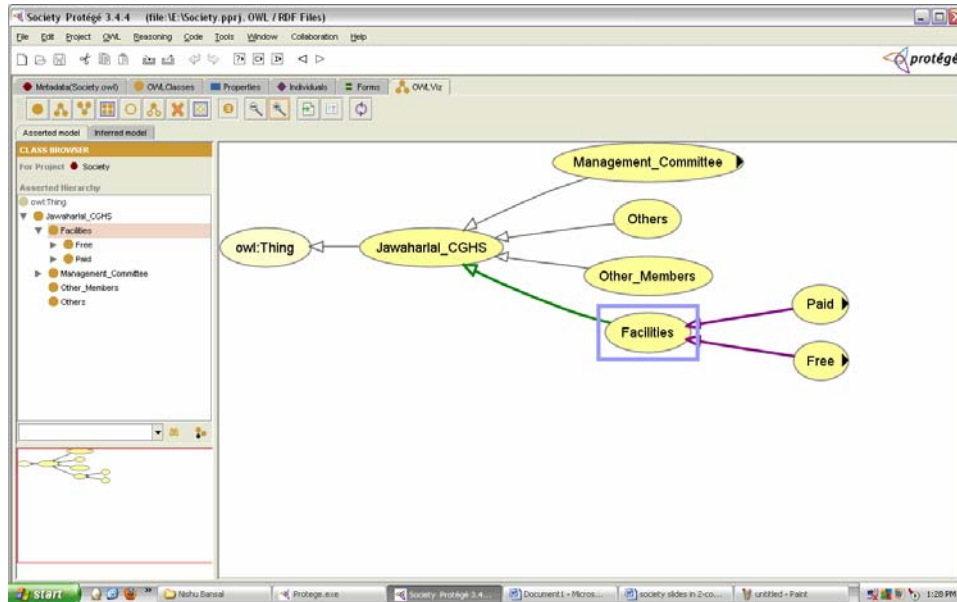 Society Protégé 3.4.4 (file:\E:\Society.pprj, OWL / RDF Files)
File Edit Project OWL Reasoning Code Tools Window Collaboration Help
protégé
Metadata(Society.owl) OWLClasses Properties Individuals Forms OWLViz
Asserted model Inferred model
CLASS BROWSER
For Project Society
Asserted Hierarchy
owl:Thing
Jawaharlal_CGHS
Facilities
Free
Paid
Management_Committee
Other_Members
Others
Management_Committee
Others
owl:Thing Jawaharlal_CGHS
Other_Members
Paid
Facilities
Free
start Nishu Bansal Protege.exe Society Protégé 3.4... Document1 - Micros... society slides in 2-co... untitled - Paint 1:28 PM